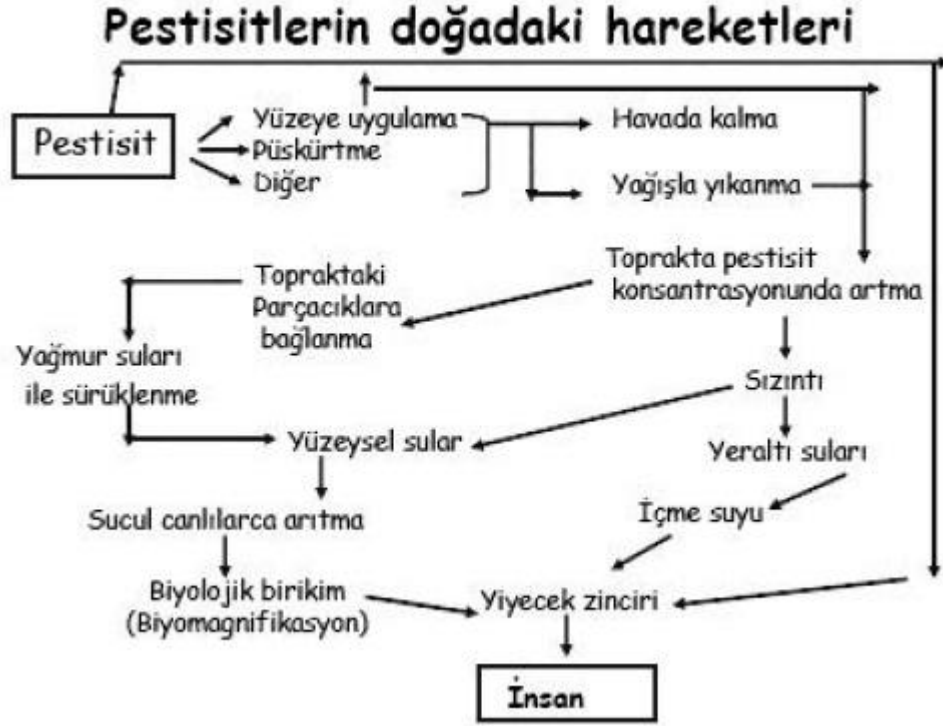 Pestisitlerin doğadaki hareketleri
Pestisit
Yüzeye uygulama
Püskürtme
Diğer
Havada kalma
Yağışla yıkanma
Toprakta pestisit
konsantrasyonunda artma
Topraktaki
Parçacıklara
bağlanma
Yağmur suları
ile sürüklenme
Sızıntı
Yüzeysel sular
Yeraltı suları
Sucul canlılarca arıtma
İçme suyu
Biyolojik birikim
(Biyomagnifikasyon)
Yiyecek zinciri
İnsan